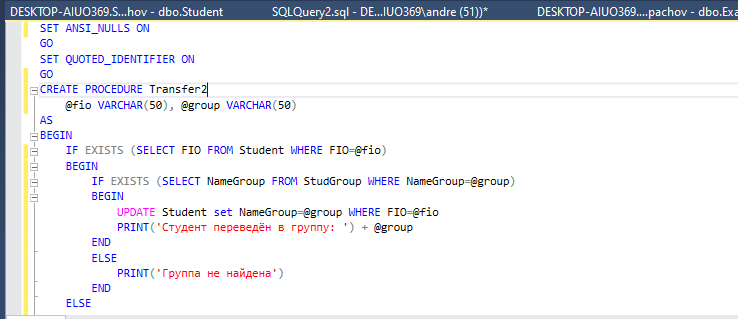 DESKTOP-AIUO369.S...hov - dbo.Student SQLQuery2.sql - DE...IUO369\andre (51))* DESKTOP-AIUO369....pachov - dbo.Exa
SET ANSI_NULLS ON
GO
SET QUOTED_IDENTIFIER ON
GO
CREATE PROCEDURE Transfer2
@fio VARCHAR(50), @group VARCHAR(50)
AS
BEGIN
IF EXISTS (SELECT FIO FROM Student WHERE FIO=@fio)
BEGIN
IF EXISTS (SELECT NameGroup FROM StudGroup WHERE NameGroup=@group)
BEGIN
UPDATE Student set NameGroup=@group WHERE FIO=@fio
PRINT('Студент переведён в группу: ') + @group
END
ELSE
PRINT('Группа не найдена')
END
ELSE